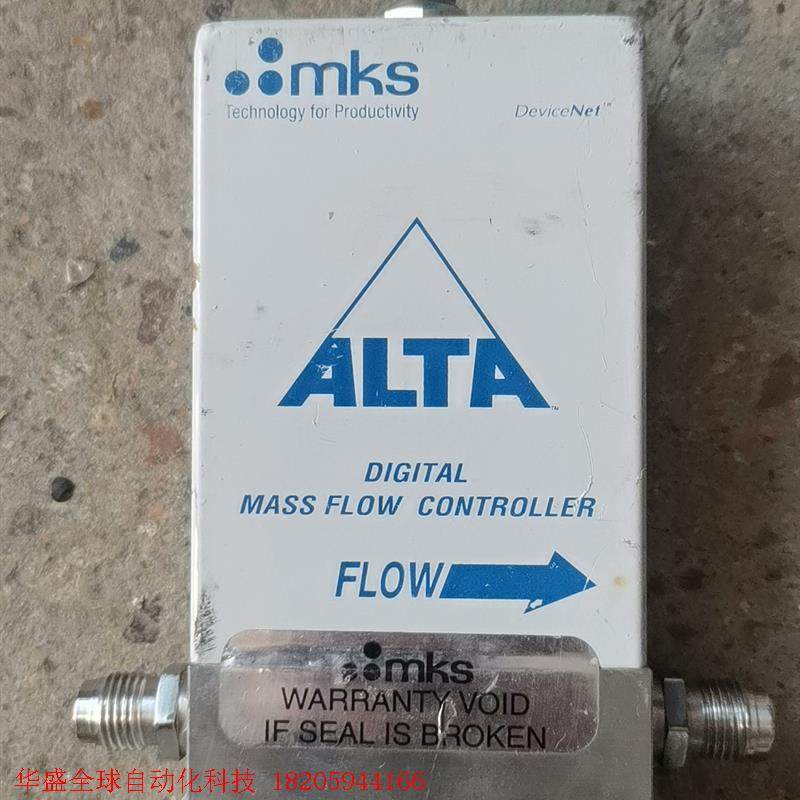 mks
Technology for Productivity
DeviceNet™
ALTA™
DIGITAL
MASS FLOW CONTROLLER
FLOW
mks
WARRANTY VOID
IF SEAL IS BROKEN
华盛全球自动化科技 18205944166